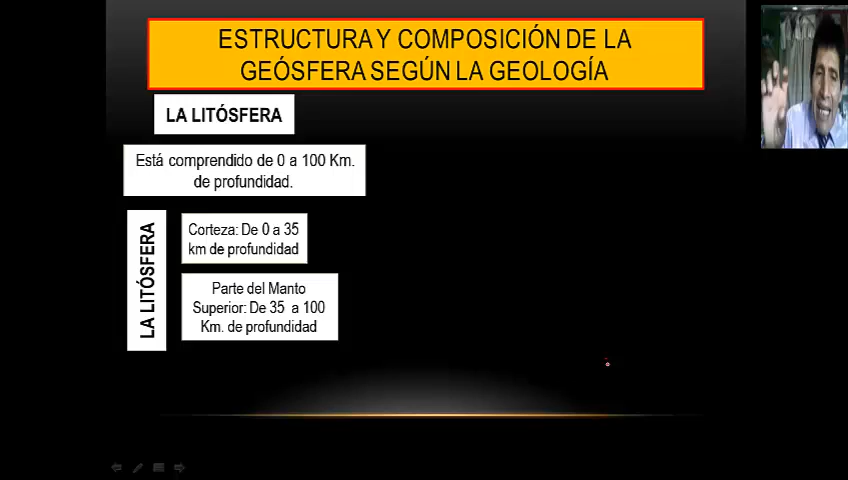 ESTRUCTURA Y COMPOSICIÓN DE LA
GEÓSFERA SEGÚN LA GEOLOGÍA
LA LITÓSFERA
Está comprendido de 0 a 100 Km.
de profundidad.
LA LITÓSFERA
Corteza: De 0 a 35
km de profundidad
Parte del Manto
Superior: De 35 a 100
Km. de profundidad